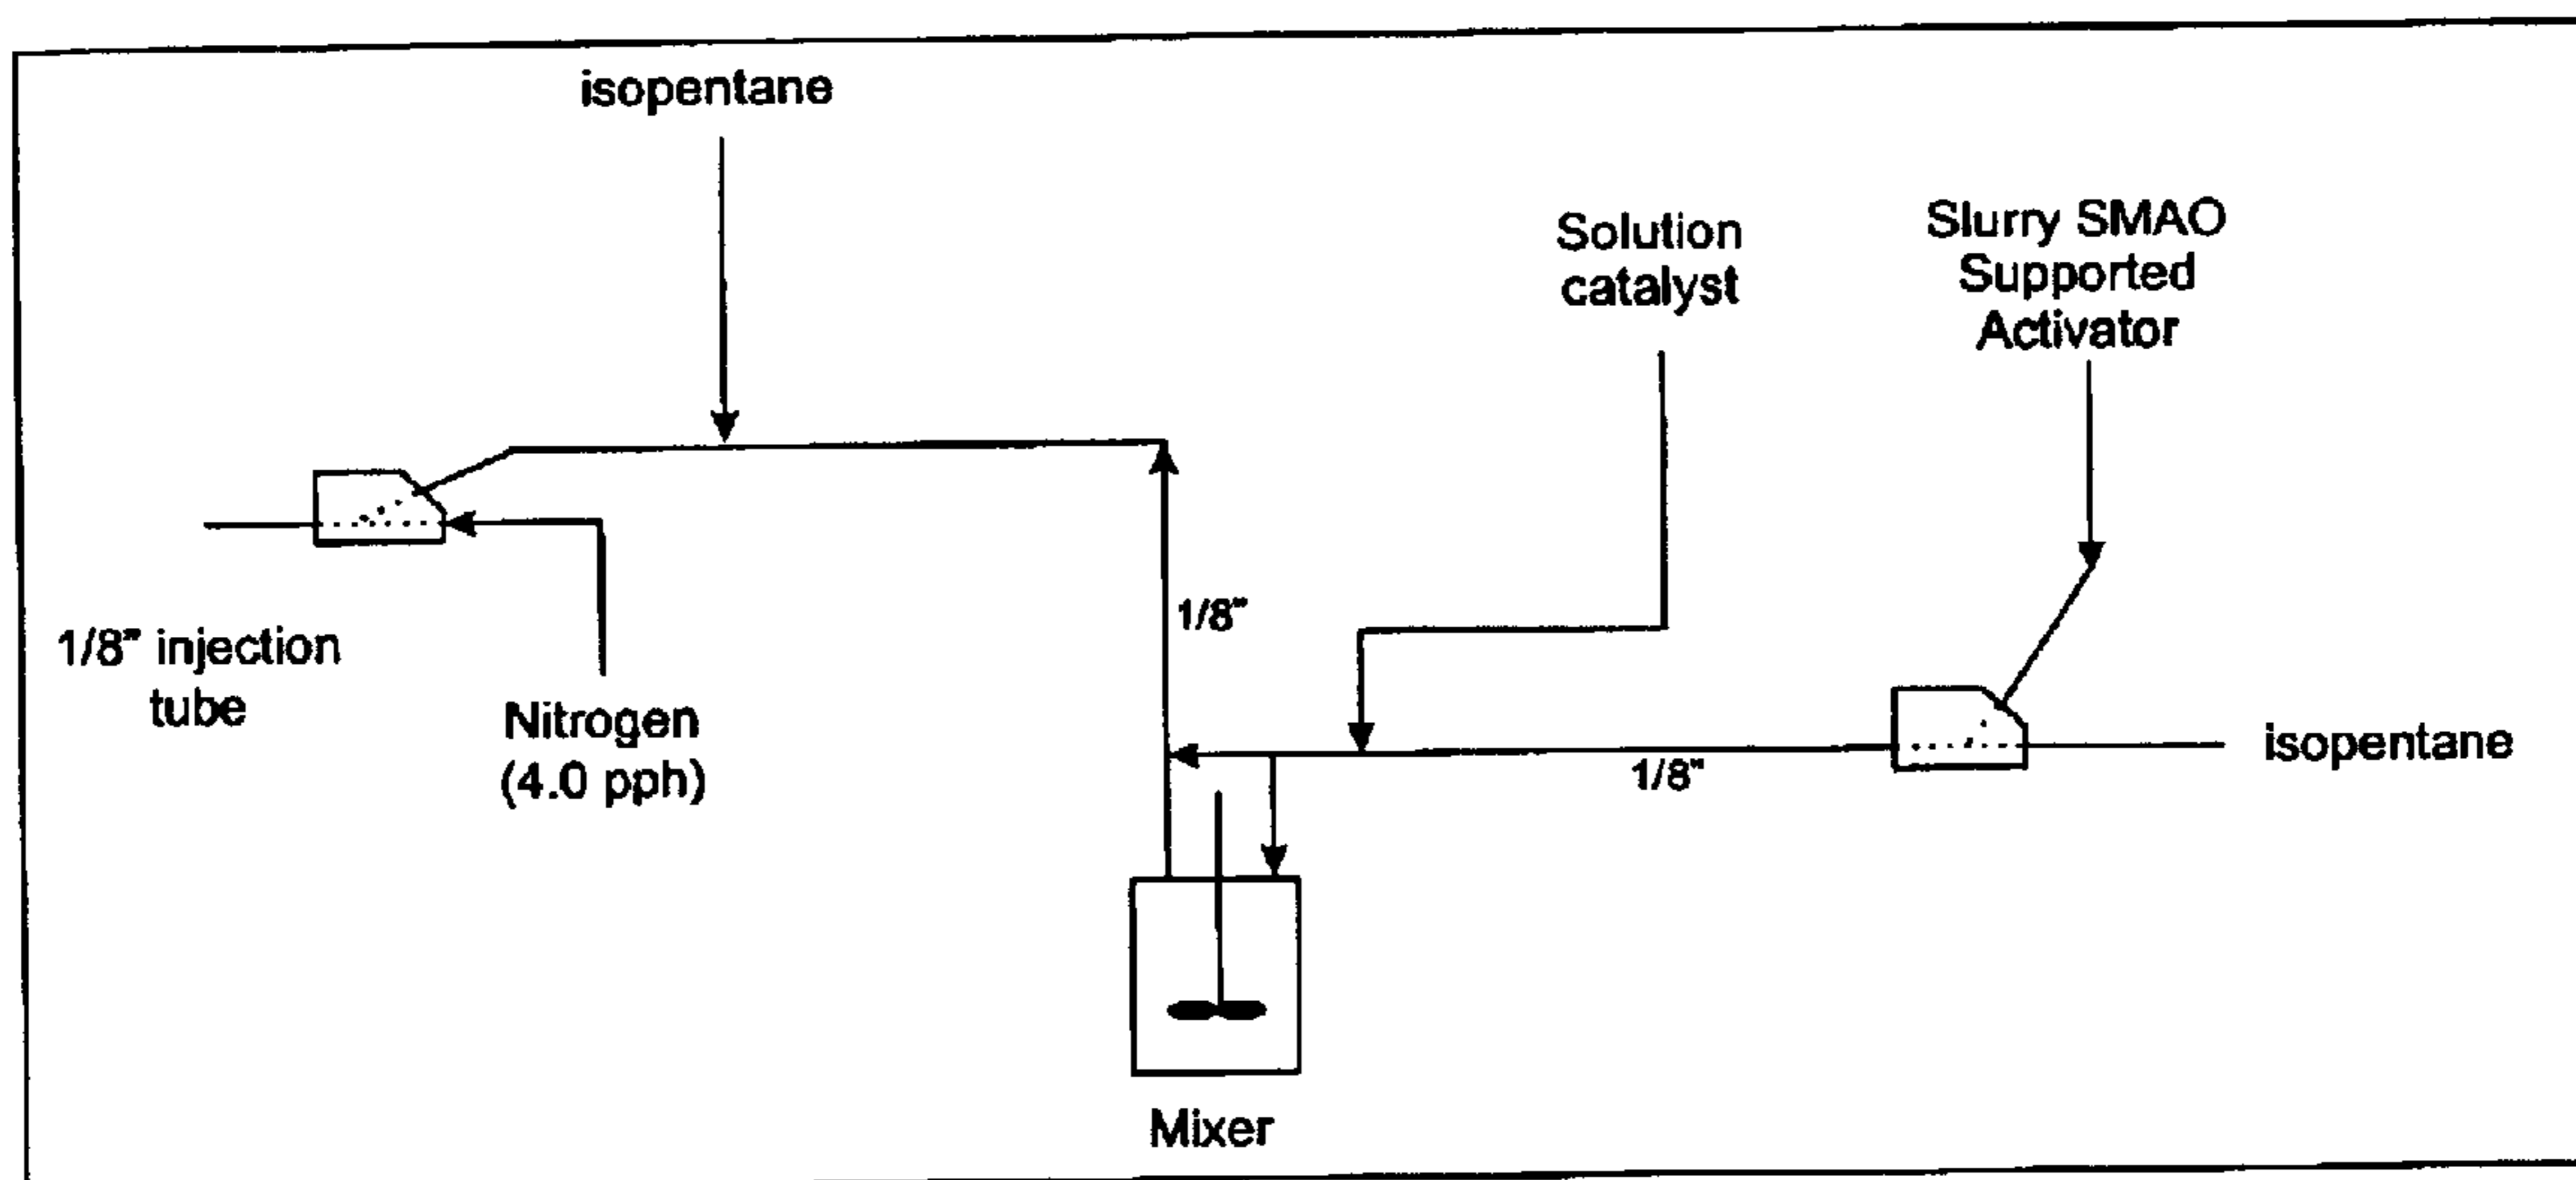 isopentane
Solution
catalyst
Slurry SMAO
Supported
Activator
1/8"
1/8" injection
tube
Nitrogen
(4.0 pph)
1/8"
isopentane
Mixer